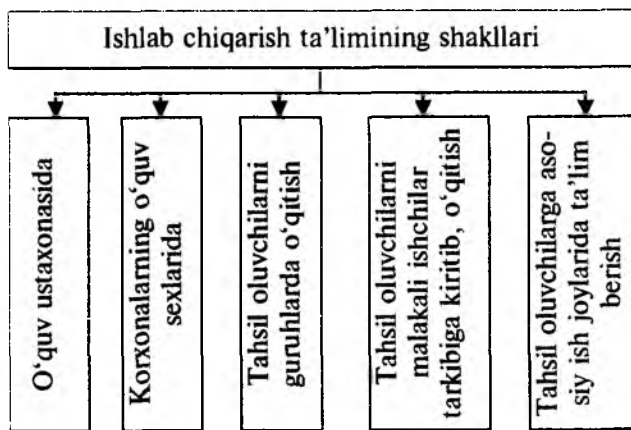 Ishlab chiqarish ta’limining shakllari
O‘quv ustaxonasida
Korxonalarning o‘quv
sexlarida
Tahsil oluvchilarni
guruhlarda o‘qitish
Tahsil oluvchilarni
malakali ishchilar
tarkibiga kiritib, o‘qitish
Tahsil oluvchilarga aso-
siy ish joylarida ta’lim
berish